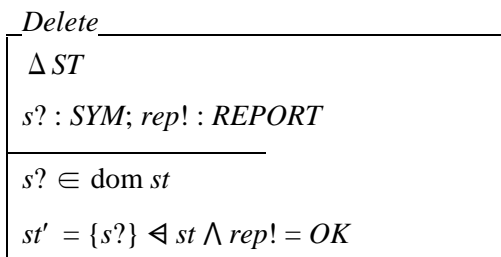 Delete
Δ ST
s? : SYM; rep! : REPORT
s? ∈ dom st
st′ = {s?} ⩤ st ∧ rep! = OK